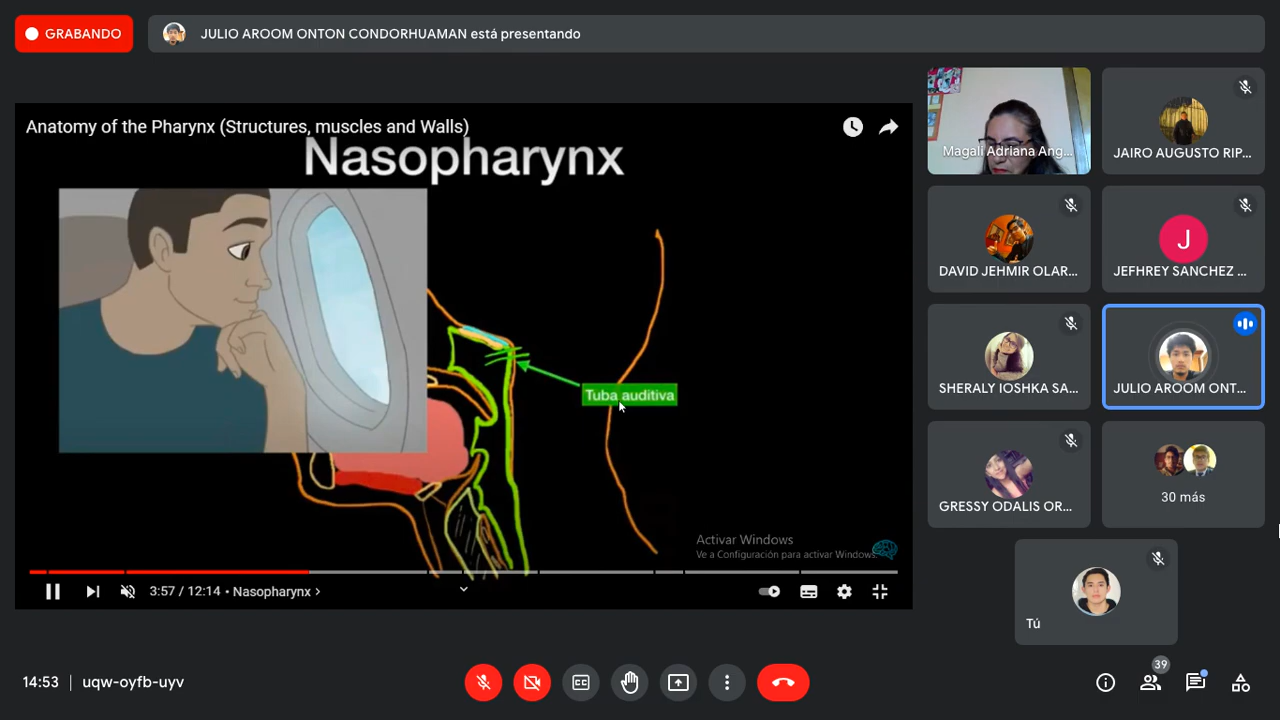 GRABANDO
JULIO AROOM ONTON CONDORHUAMAN está presentando
Anatomy of the Pharynx (Structures, muscles and Walls)
Nasopharynx
Tuba auditiva
Activar Windows
Ve a Configuración para activar Windows.
3:57 / 12:14 • Nasopharynx
Magali Adriana Ang...
JAIRO AUGUSTO RIP...
DAVID JEHMIR OLAR...
JEFHREY SANCHEZ ...
J
SHERALY IOSHKA SA...
JULIO AROOM ONT...
GRESSY ODALIS OR...
30 más
Tú
14:53 | uqw-oyfb-uyv
CC
39